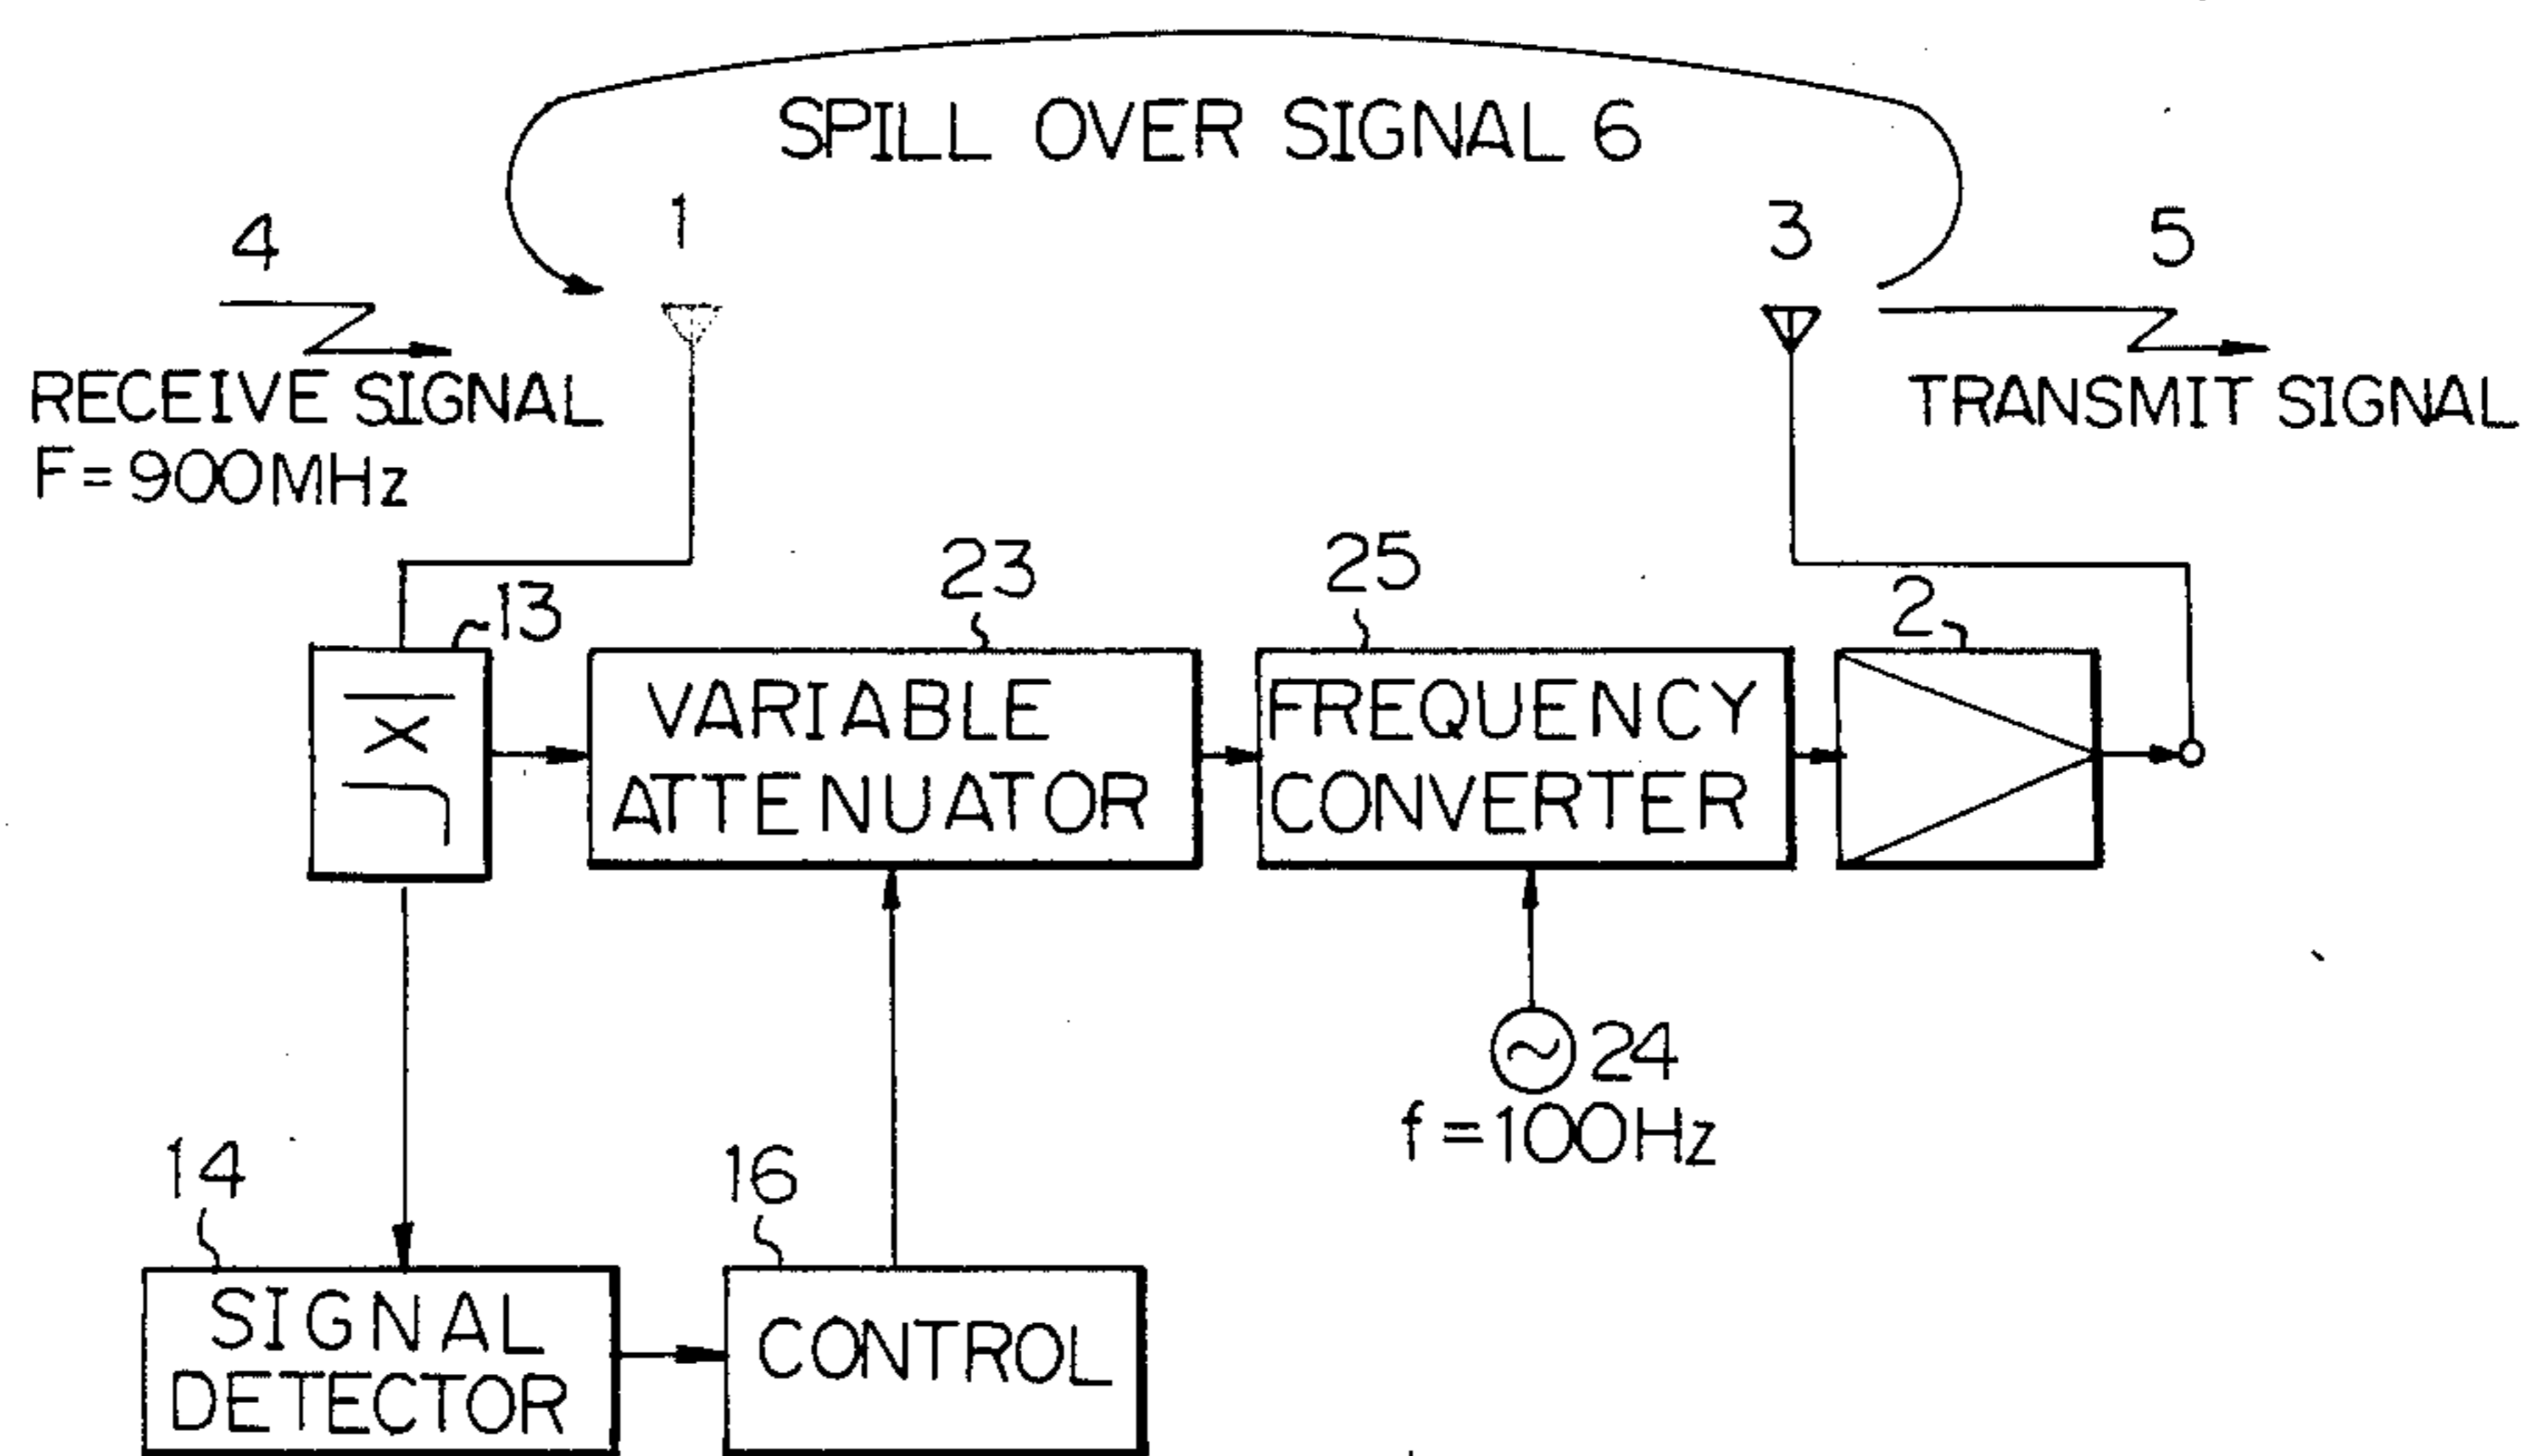 SPILL OVER SIGNAL 6
4
1
3
5
RECEIVE SIGNAL
F=900MHz
TRANSMIT SIGNAL
13
23
25
2
VARIABLE
ATTENUATOR
FREQUENCY
CONVERTER
24
f=100Hz
14
16
SIGNAL
DETECTOR
CONTROL